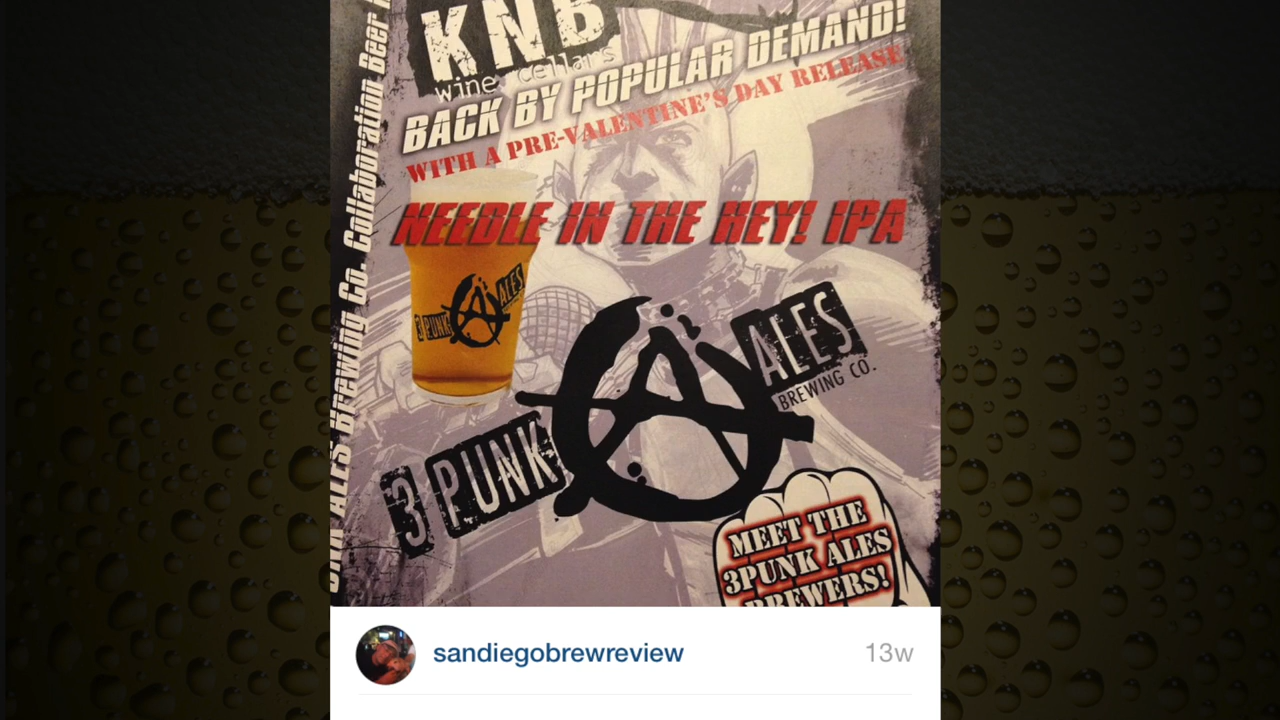 KNB
wine cellars
BACK BY POPULAR DEMAND!
WITH A PRE-VALENTINE'S DAY RELEASE
NEEDLE IN THE HEY! IPA
3 PUNK A ALES
3 PUNK A ALES
BREWING CO.
MEET THE
3PUNK ALES
BREWERS!
ALES Brewing Co. Collaboration Beer
sandiegobrewreview
13w